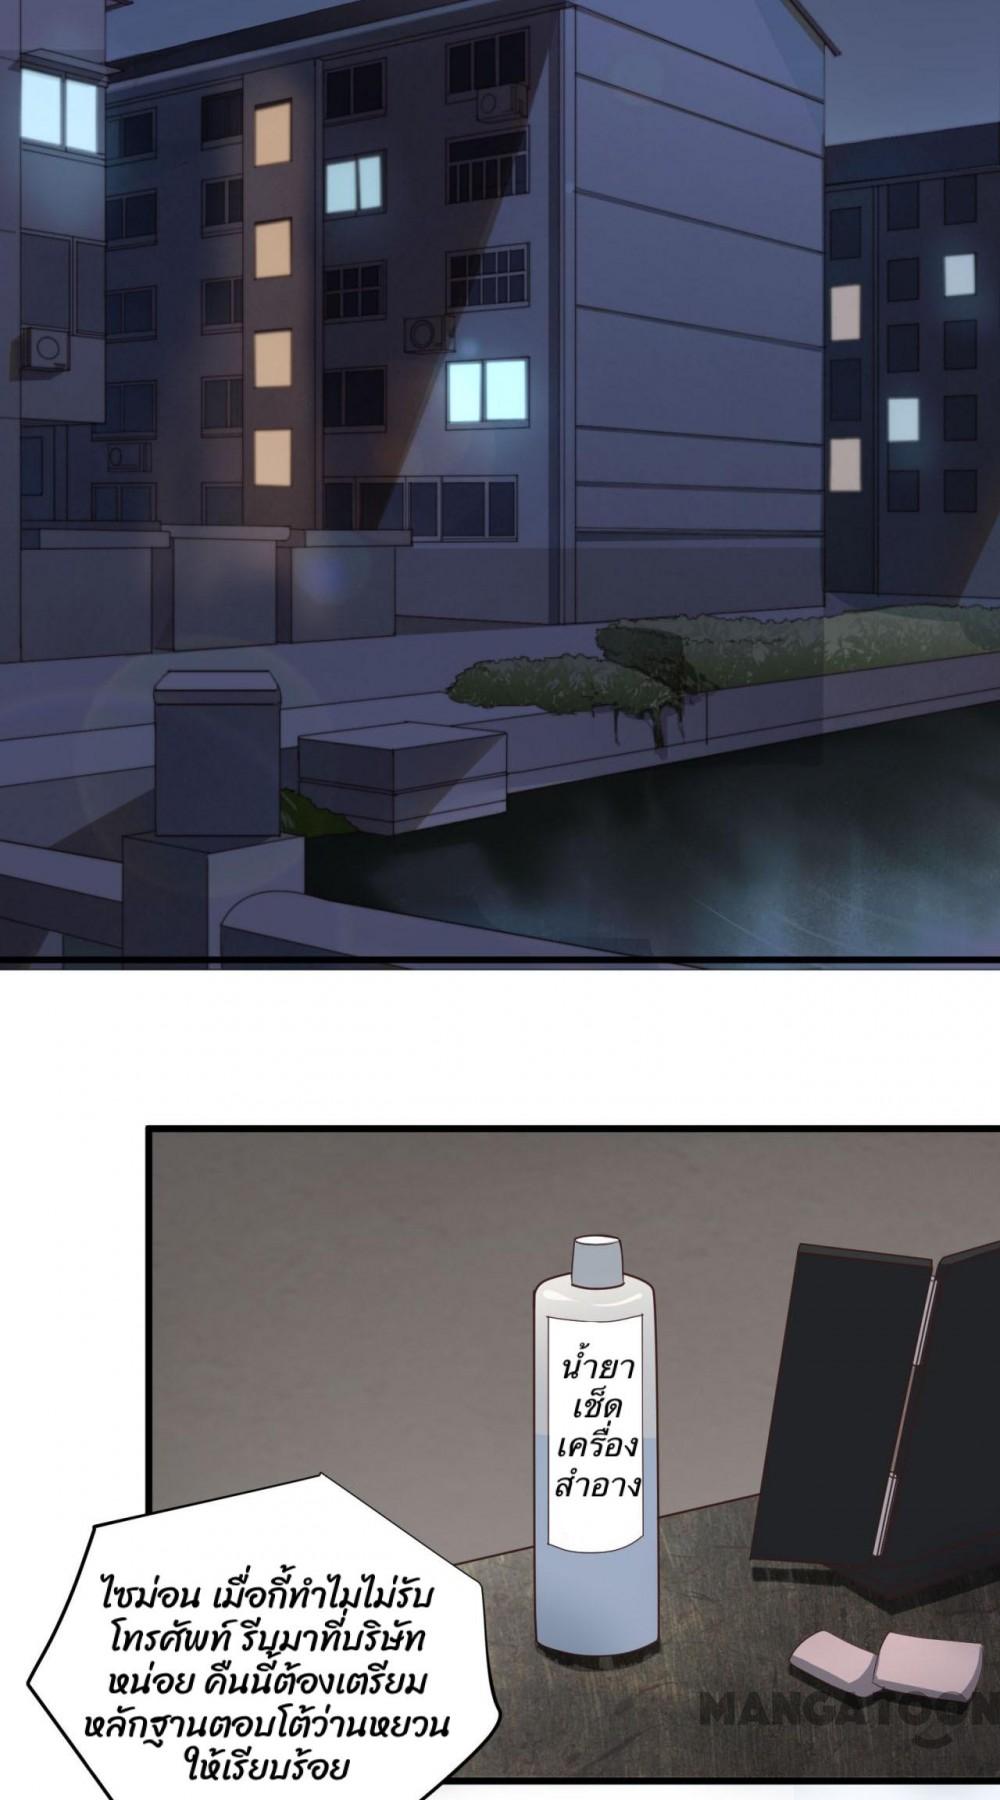 น้ำยา
เช็ด
เครื่อง
สำอาง
ไซม่อน เมื่อกี้ทำไมไม่รับ
โทรศัพท์ รีบมาที่บริษัท
หน่อย คืนนี้ต้องเตรียม
หลักฐานตอบโต้ว่านหยวน
ให้เรียบร้อย
MANGATOON